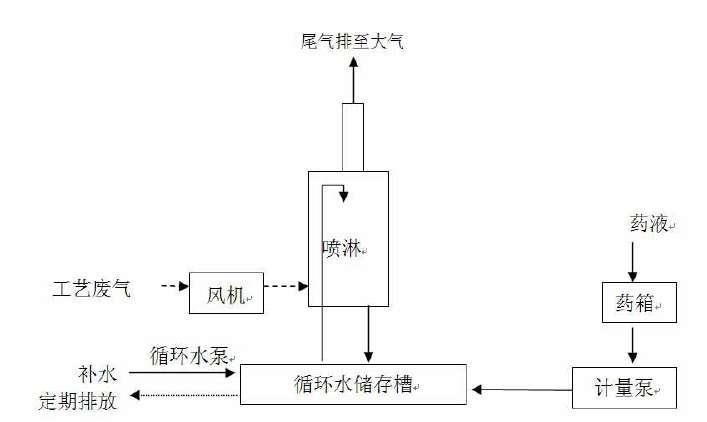 尾气排至大气
药液
喷淋
工艺废气
风机
药箱
循环水泵
补水
循环水储存槽
计量泵
定期排放